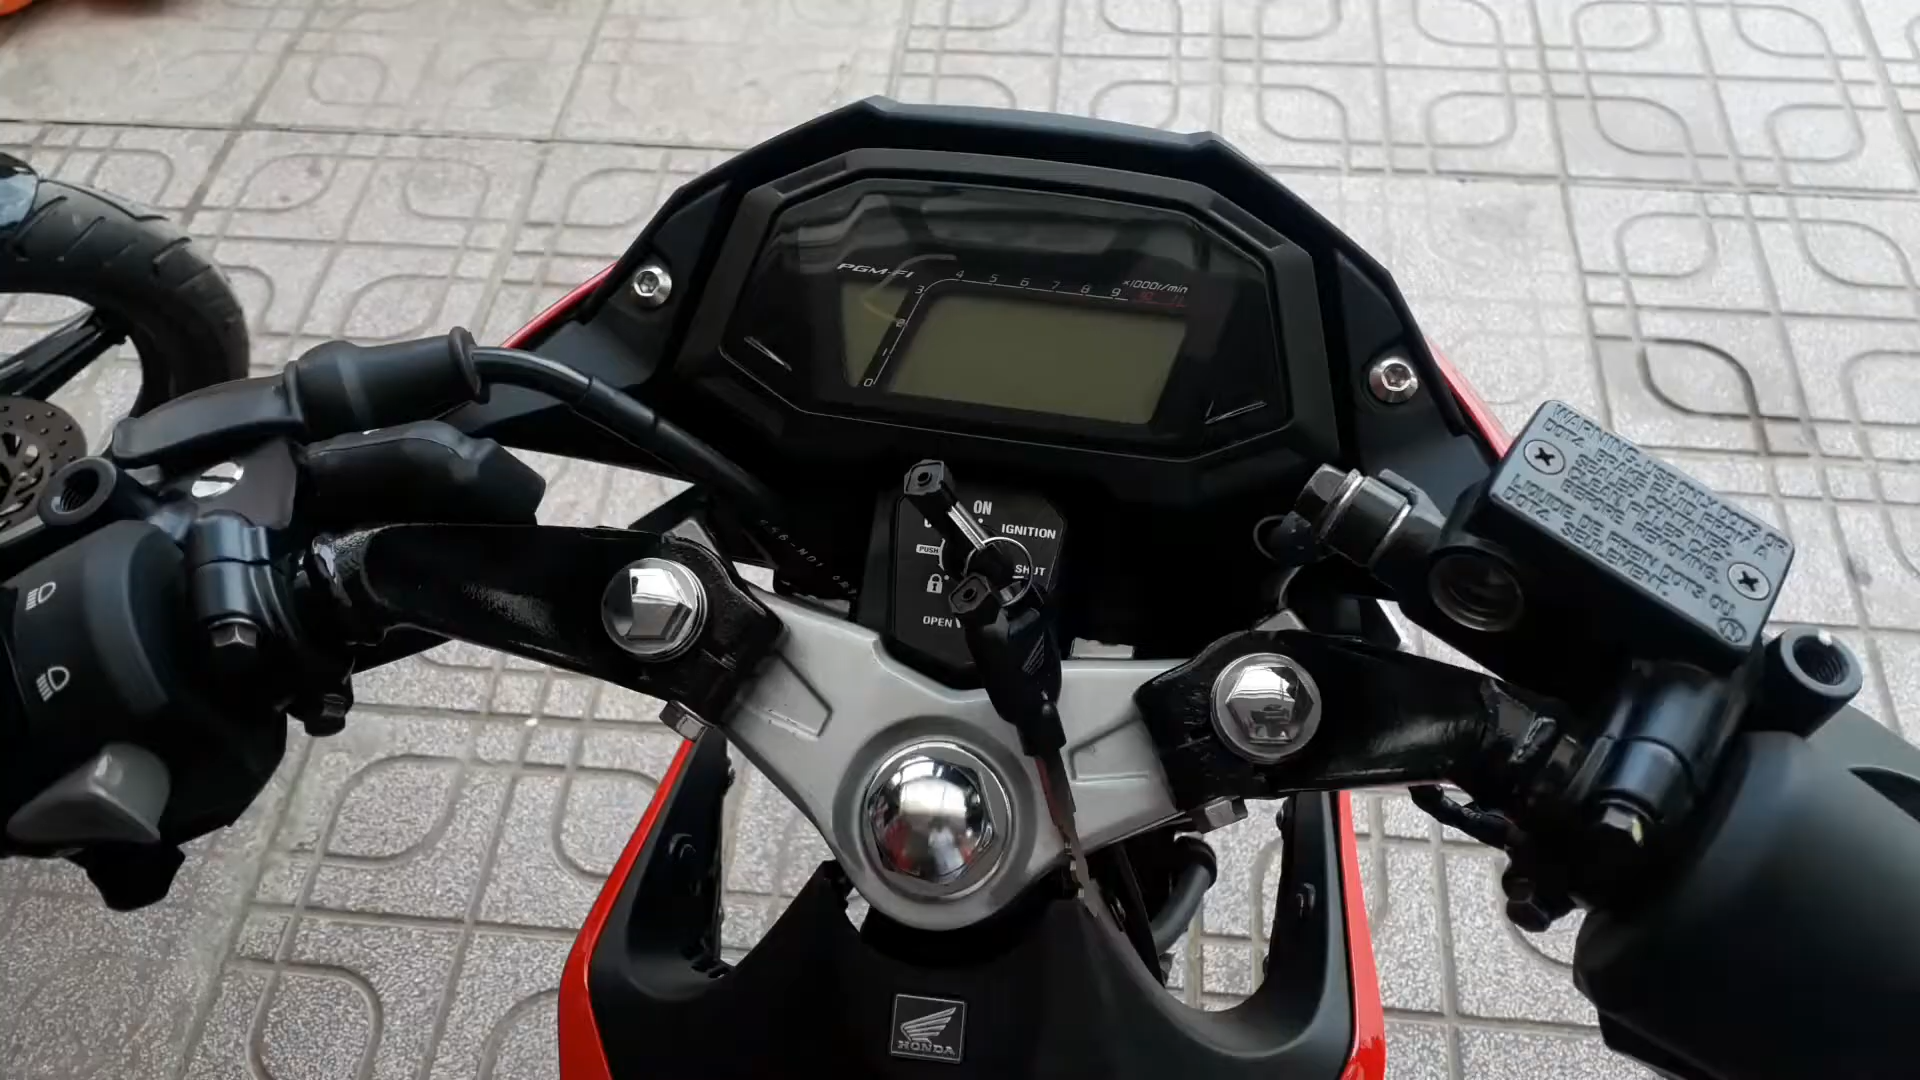 PGM-FI
4 5 6 7 8 9
×1000r/min
3
2
1
0
ON
IGNITION
PUSH
SHUT
OPEN
WARNING: USE ONLY DOT3 OR
DOT4 BRAKE FLUID FROM A
SEALED CONTAINER.
CLEAN FILLER CAP
BEFORE REMOVING.
LIQUIDE DE FREIN DOT3 OU
DOT4 SEULEMENT.
HONDA